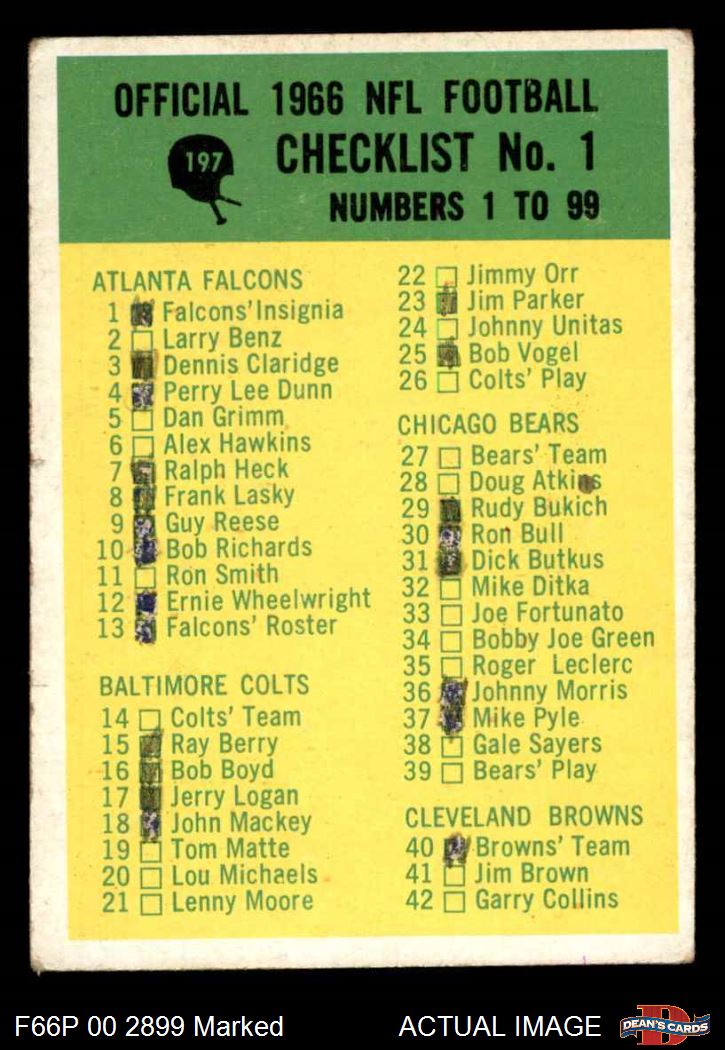 OFFICIAL 1966 NFL FOOTBALL
197
CHECKLIST No. 1
NUMBERS 1 TO 99
ATLANTA FALCONS
1 Falcons' Insignia
2 Larry Benz
3 Dennis Claridge
4 Perry Lee Dunn
5 Dan Grimm
6 Alex Hawkins
7 Ralph Heck
8 Frank Lasky
9 Guy Reese
10 Bob Richards
11 Ron Smith
12 Ernie Wheelwright
13 Falcons' Roster
BALTIMORE COLTS
14 Colts' Team
15 Ray Berry
16 Bob Boyd
17 Jerry Logan
18 John Mackey
19 Tom Matte
20 Lou Michaels
21 Lenny Moore
22 Jimmy Orr
23 Jim Parker
24 Johnny Unitas
25 Bob Vogel
26 Colts' Play
CHICAGO BEARS
27 Bears' Team
28 Doug Atkins
29 Rudy Bukich
30 Ron Bull
31 Dick Butkus
32 Mike Ditka
33 Joe Fortunato
34 Bobby Joe Green
35 Roger Leclerc
36 Johnny Morris
37 Mike Pyle
38 Gale Sayers
39 Bears' Play
CLEVELAND BROWNS
40 Browns' Team
41 Jim Brown
42 Garry Collins
F66P 00 2899 Marked
ACTUAL IMAGE
D
DEAN'S CARDS